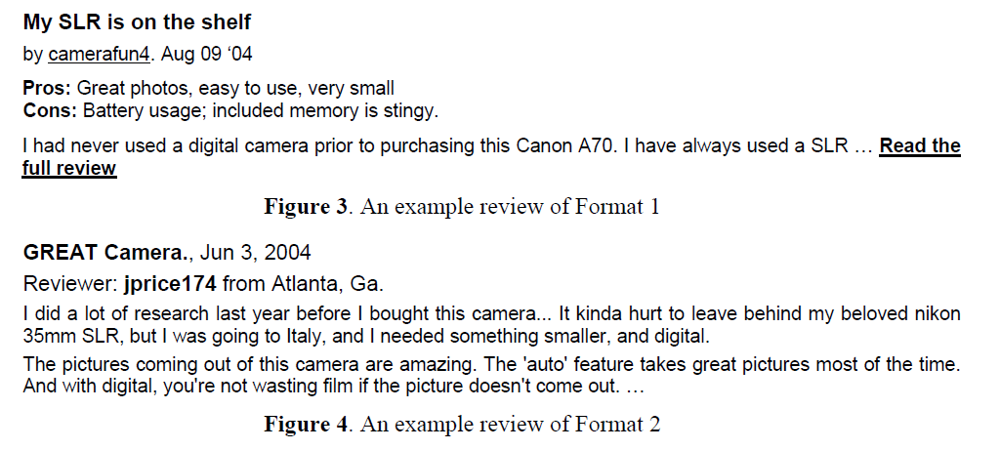 My SLR is on the shelf
by camerafun4. Aug 09 ‘04
Pros: Great photos, easy to use, very small
Cons: Battery usage; included memory is stingy.
I had never used a digital camera prior to purchasing this Canon A70. I have always used a SLR … Read the
full review
Figure 3. An example review of Format 1
GREAT Camera., Jun 3, 2004
Reviewer: jprice174 from Atlanta, Ga.
I did a lot of research last year before I bought this camera... It kinda hurt to leave behind my beloved nikon
35mm SLR, but I was going to Italy, and I needed something smaller, and digital.
The pictures coming out of this camera are amazing. The 'auto' feature takes great pictures most of the time.
And with digital, you're not wasting film if the picture doesn't come out. …
Figure 4. An example review of Format 2